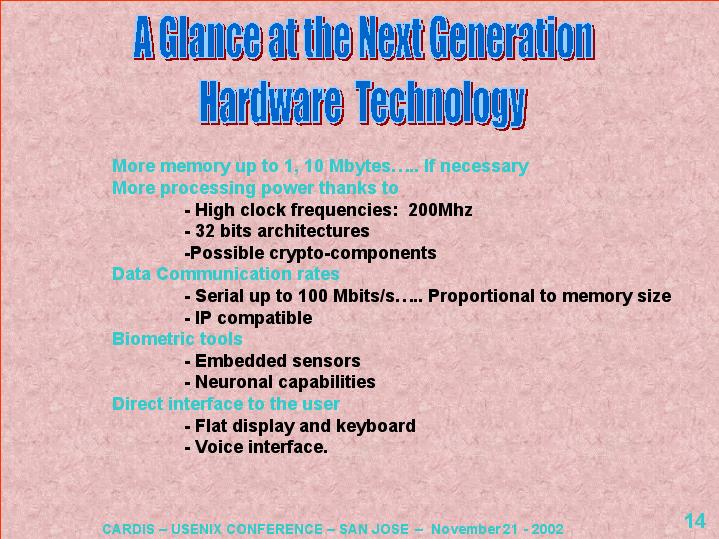 A Glance at the Next Generation
Hardware Technology
More memory up to 1, 10 Mbytes….. If necessary
More processing power thanks to
- High clock frequencies: 200Mhz
- 32 bits architectures
-Possible crypto-components
Data Communication rates
- Serial up to 100 Mbits/s….. Proportional to memory size
- IP compatible
Biometric tools
- Embedded sensors
- Neuronal capabilities
Direct interface to the user
- Flat display and keyboard
- Voice interface.
CARDIS – USENIX CONFERENCE – SAN JOSE – November 21 - 2002
14